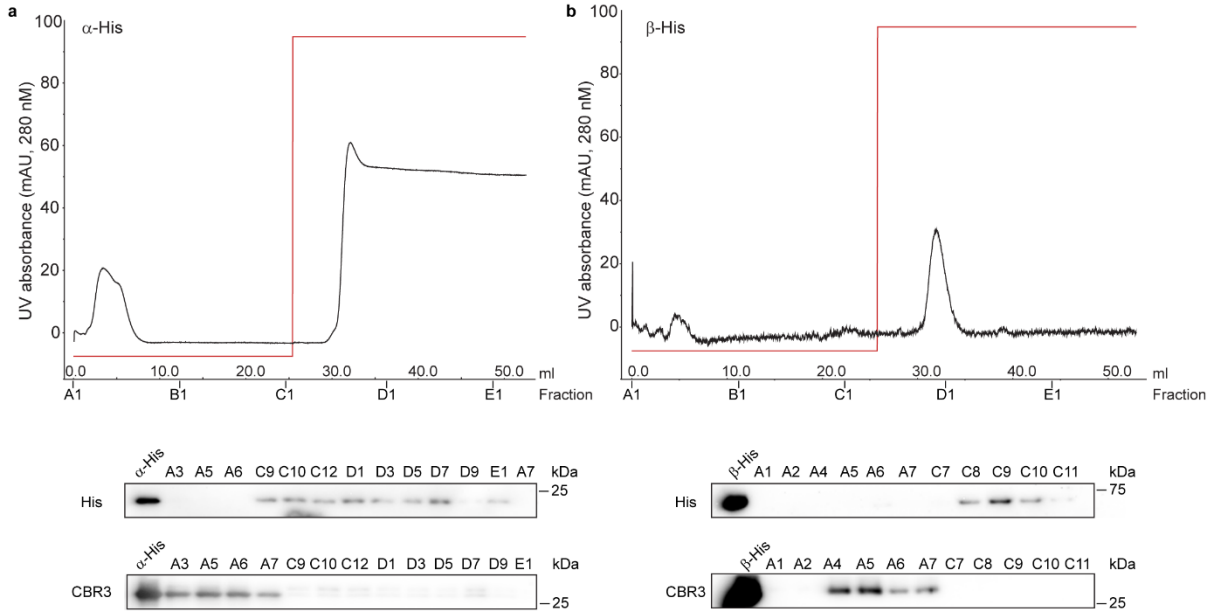 a
α-His
UV absorbance (mAU, 280 nM)
100
80
60
40
20
0
0.0 10.0 20.0 30.0 40.0 50.0 ml
A1 B1 C1 D1 E1 Fraction
α-His A3 A5 A6 C9 C10 C12 D1 D3 D5 D7 D9 E1 A7 kDa
His
25
α-His A3 A5 A6 A7 C9 C10 C12 D1 D3 D5 D7 D9 E1 kDa
CBR3
25
b
β-His
UV absorbance (mAU, 280 nM)
100
80
60
40
20
0
0.0 10.0 20.0 30.0 40.0 50.0 ml
A1 B1 C1 D1 E1 Fraction
β-His A1 A2 A4 A5 A6 A7 C7 C8 C9 C10 C11 kDa
His
75
β-His A1 A2 A4 A5 A6 A7 C7 C8 C9 C10 C11 kDa
CBR3
25